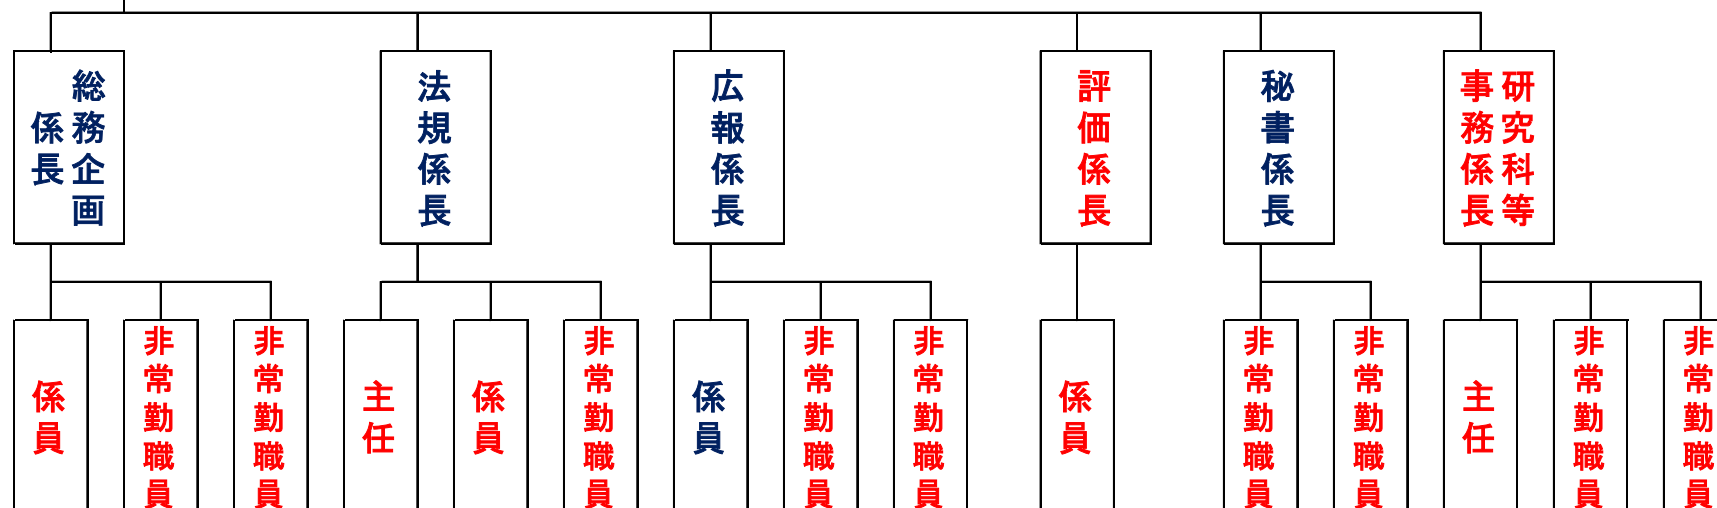 総務企画
係長
法規係長
広報係長
評価係長
秘書係長
研究科等
事務係長
係員
非常勤職員
非常勤職員
主任
係員
非常勤職員
係員
非常勤職員
非常勤職員
係員
非常勤職員
非常勤職員
主任
非常勤職員
非常勤職員